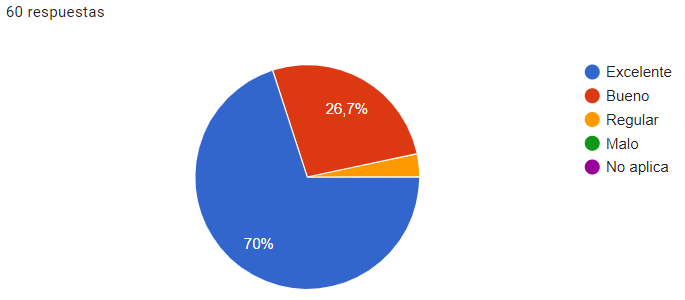 60 respuestas
26,7%
70%
Excelente
Bueno
Regular
Malo
No aplica